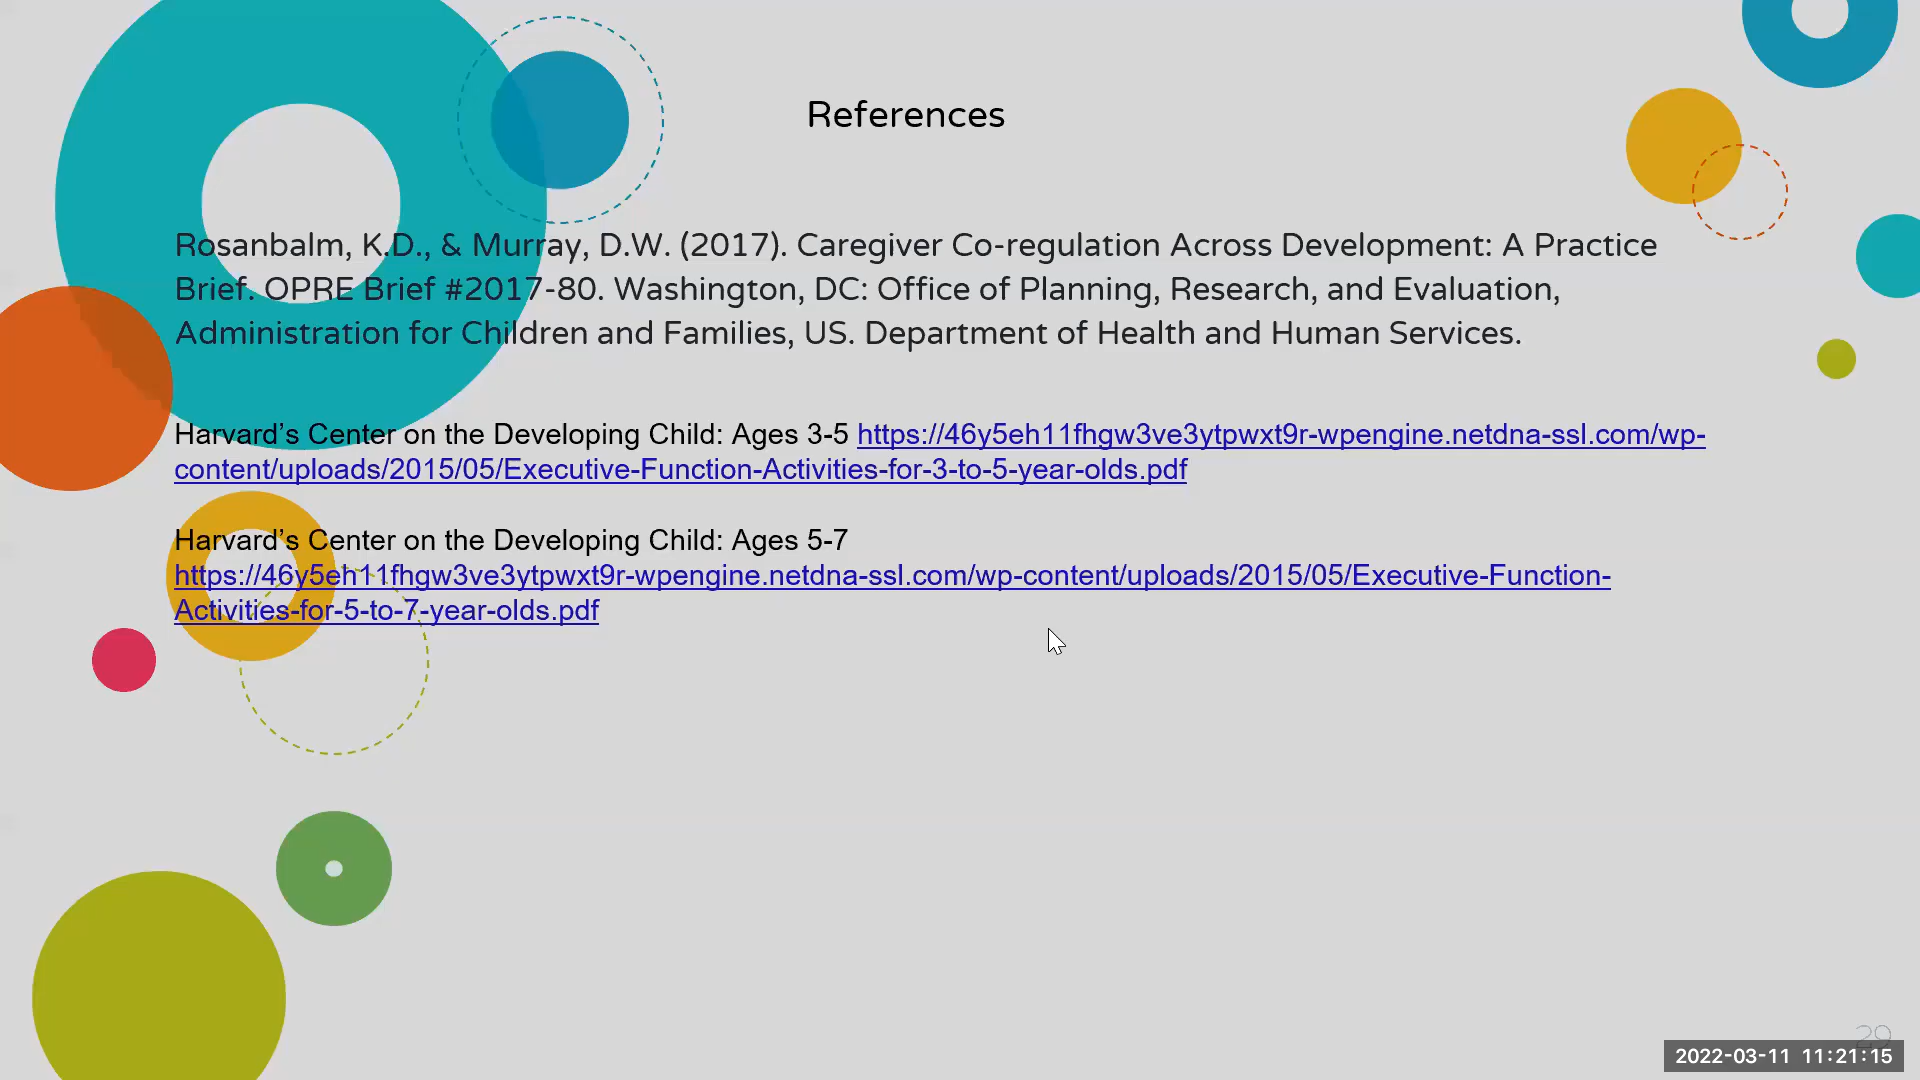 References
Rosanbalm, K.D., & Murray, D.W. (2017). Caregiver Co-regulation Across Development: A Practice
Brief. OPRE Brief #2017-80. Washington, DC: Office of Planning, Research, and Evaluation,
Administration for Children and Families, US. Department of Health and Human Services.
Harvard’s Center on the Developing Child: Ages 3-5 https://46y5eh11fhgw3ve3ytpwxt9r-wpengine.netdna-ssl.com/wp-
content/uploads/2015/05/Executive-Function-Activities-for-3-to-5-year-olds.pdf
Harvard’s Center on the Developing Child: Ages 5-7
https://46y5eh11fhgw3ve3ytpwxt9r-wpengine.netdna-ssl.com/wp-content/uploads/2015/05/Executive-Function-
Activities-for-5-to-7-year-olds.pdf
29
2022-03-11 11:21:15